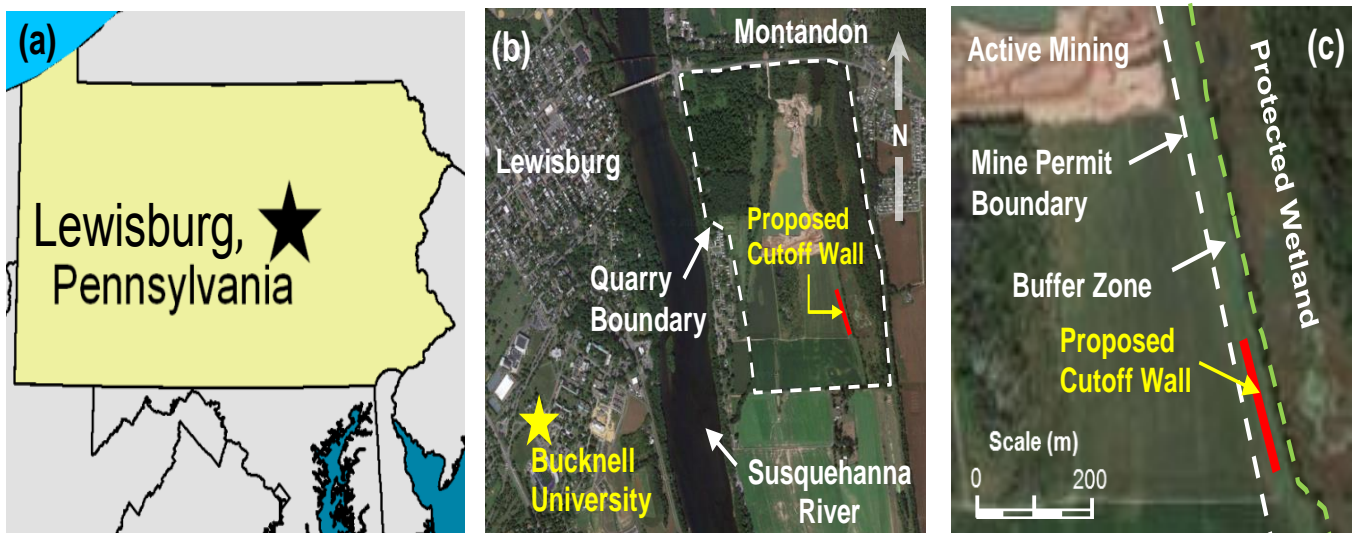 (a)
Lewisburg,
Pennsylvania
(b)
Montandon
N
Lewisburg
Proposed
Cutoff Wall
Quarry
Boundary
Bucknell
University
Susquehanna
River
(c)
Active Mining
Protected Wetland
Mine Permit
Boundary
Buffer Zone
Proposed
Cutoff Wall
Scale (m)
0 200